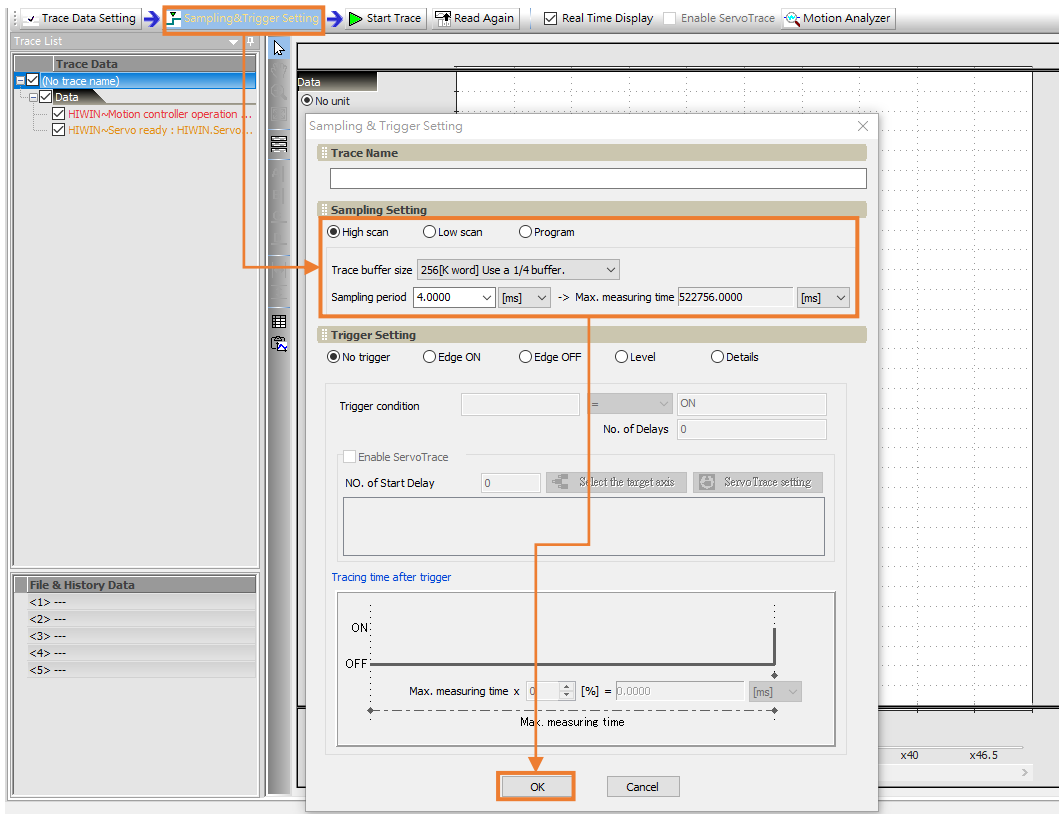 Trace Data Setting Sampling&Trigger Setting Start Trace Read Again Real Time Display Enable ServoTrace Motion Analyzer
Trace List
Trace Data
(No trace name)
Data
HIWIN~Motion controller operation ...
HIWIN~Servo ready : HIWIN.Servo...
File & History Data
<1> ---
<2> ---
<3> ---
<4> ---
<5> ---
Data
No unit
Sampling & Trigger Setting
Trace Name
Sampling Setting
High scan Low scan Program
Trace buffer size 256[K word] Use a 1/4 buffer.
Sampling period 4.0000 [ms] -> Max. measuring time 522756.0000 [ms]
Trigger Setting
No trigger Edge ON Edge OFF Level Details
Trigger condition = ON
No. of Delays 0
Enable ServoTrace
NO. of Start Delay 0 Select the target axis ServoTrace setting
Tracing time after trigger
ON
OFF
Max. measuring time x 0 [%] = 0.0000 [ms]
Max. measuring time
OK Cancel
x40 x46.5